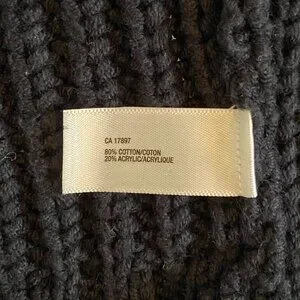 CA 17897
80% COTTON/COTON
20% ACRYLIC/ACRYLIQUE